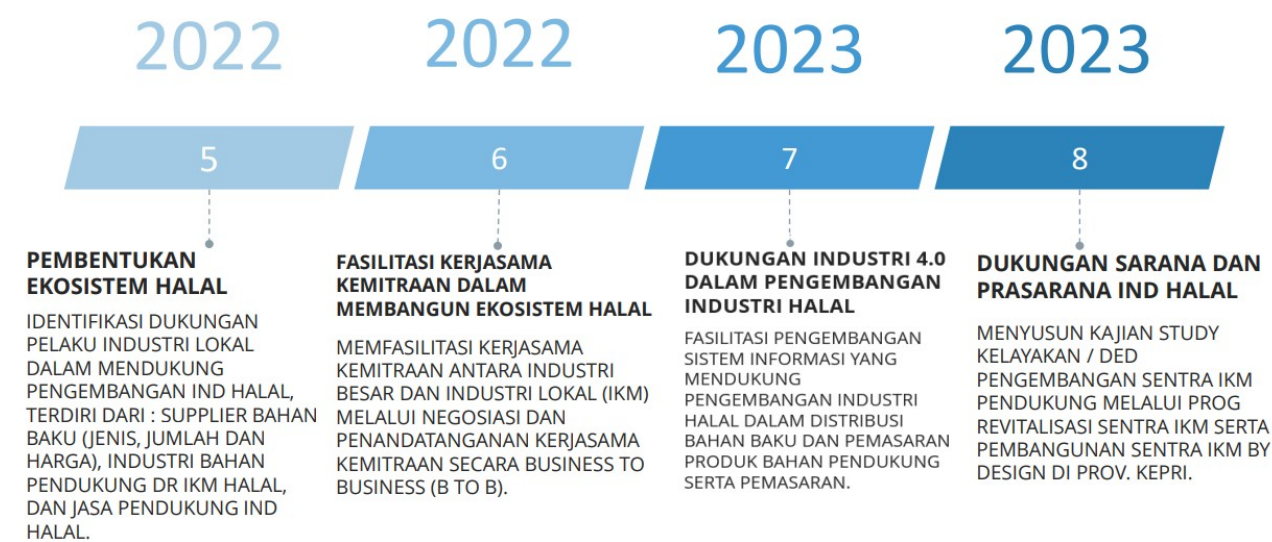 2022
2022
2023
2023
5
6
7
8
PEMBENTUKAN
EKOSISTEM HALAL
IDENTIFIKASI DUKUNGAN
PELAKU INDUSTRI LOKAL
DALAM MENDUKUNG
PENGEMBANGAN IND HALAL,
TERDIRI DARI : SUPPLIER BAHAN
BAKU (JENIS, JUMLAH DAN
HARGA), INDUSTRI BAHAN
PENDUKUNG DR IKM HALAL,
DAN JASA PENDUKUNG IND
HALAL.
FASILITASI KERJASAMA
KEMITRAAN DALAM
MEMBANGUN EKOSISTEM HALAL
MEMFASILITASI KERJASAMA
KEMITRAAN ANTARA INDUSTRI
BESAR DAN INDUSTRI LOKAL (IKM)
MELALUI NEGOSIASI DAN
PENANDATANGANAN KERJASAMA
KEMITRAAN SECARA BUSINESS TO
BUSINESS (B TO B).
DUKUNGAN INDUSTRI 4.0
DALAM PENGEMBANGAN
INDUSTRI HALAL
FASILITASI PENGEMBANGAN
SISTEM INFORMASI YANG
MENDUKUNG
PENGEMBANGAN INDUSTRI
HALAL DALAM DISTRIBUSI
BAHAN BAKU DAN PEMASARAN
PRODUK BAHAN PENDUKUNG
SERTA PEMASARAN.
DUKUNGAN SARANA DAN
PRASARANA IND HALAL
MENYUSUN KAJIAN STUDY
KELAYAKAN / DED
PENGEMBANGAN SENTRA IKM
PENDUKUNG MELALUI PROG
REVITALISASI SENTRA IKM SERTA
PEMBANGUNAN SENTRA IKM BY
DESIGN DI PROV. KEPRI.